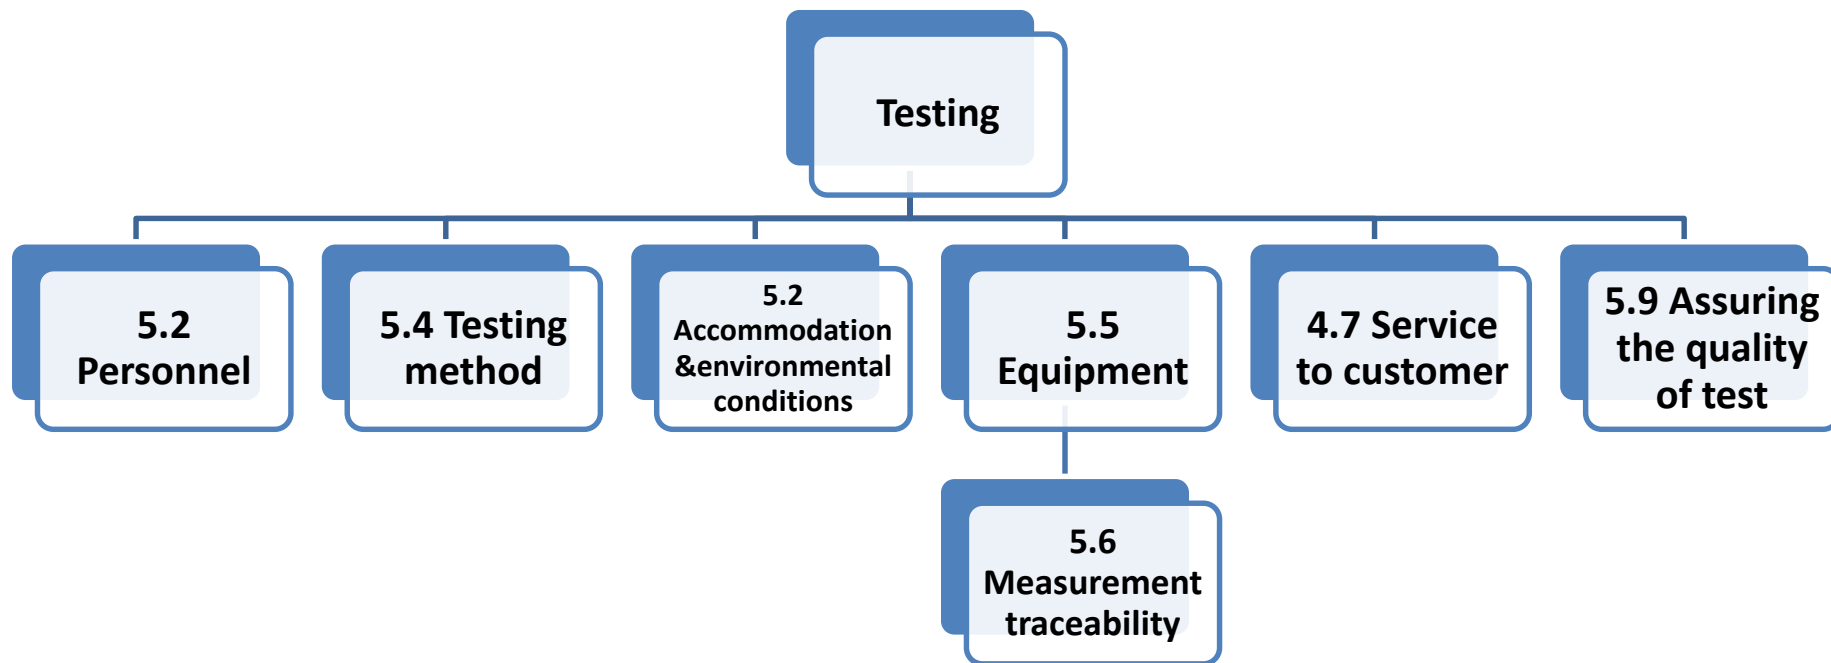 Testing
5.2
Personnel
5.4 Testing
method
5.2
Accommodation
&environmental
conditions
5.5
Equipment
4.7 Service
to customer
5.9 Assuring
the quality
of test
5.6
Measurement
traceability